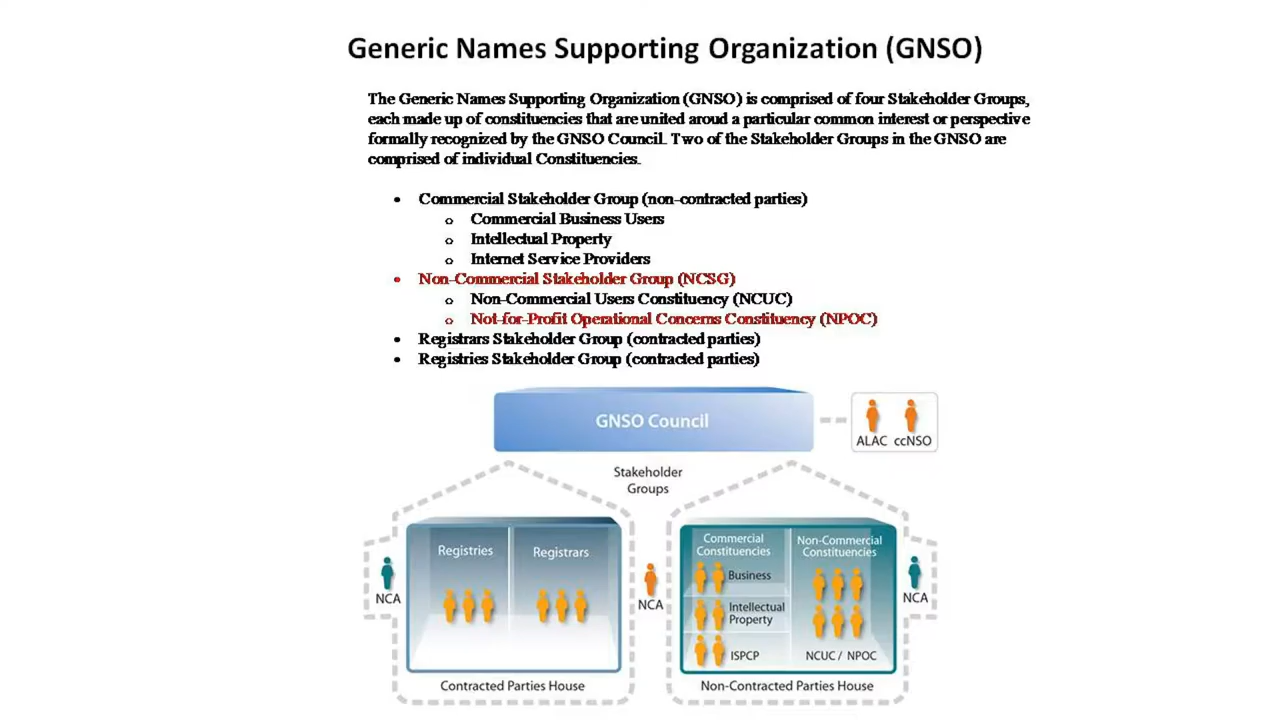 Generic Names Supporting Organization (GNSO)
The Generic Names Supporting Organization (GNSO) is comprised of four Stakeholder Groups,
each made up of constituencies that are united aroud a particular common interest or perspective
formally recognized by the GNSO Council. Two of the Stakeholder Groups in the GNSO are
comprised of individual Constituencies.
• Commercial Stakeholder Group (non-contracted parties)
o Commercial Business Users
o Intellectual Property
o Internet Service Providers
• Non-Commercial Stakeholder Group (NCSG)
o Non-Commercial Users Constituency (NCUC)
o Not-for-Profit Operational Concerns Constituency (NPOC)
• Registrars Stakeholder Group (contracted parties)
• Registries Stakeholder Group (contracted parties)
GNSO Council
ALAC ccNSO
Stakeholder
Groups
Registries
Registrars
NCA
Contracted Parties House
NCA
Commercial
Constituencies
Business
Intellectual
Property
ISPCP
Non-Commercial
Constituencies
NCUC / NPOC
NCA
Non-Contracted Parties House